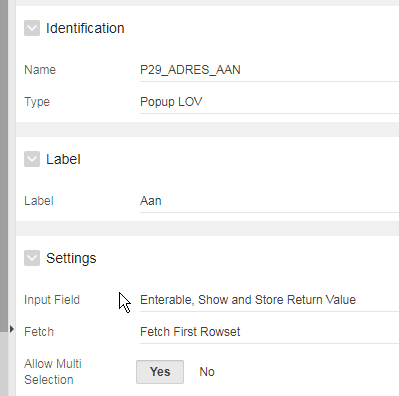 Identification
Name P29_ADRES_AAN
Type Popup LOV
Label
Label Aan
Settings
Input Field Enterable, Show and Store Return Value
Fetch Fetch First Rowset
Allow Multi
Selection Yes No